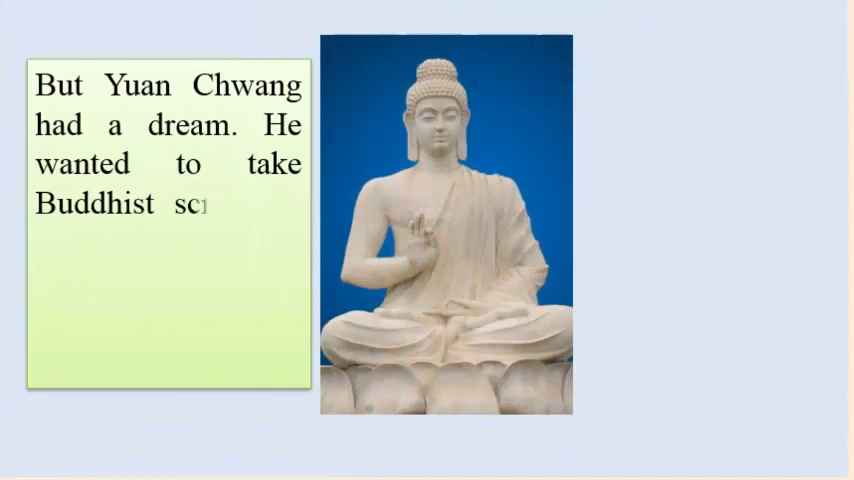 But Yuan Chwang
had a dream. He
wanted to take
Buddhist sc